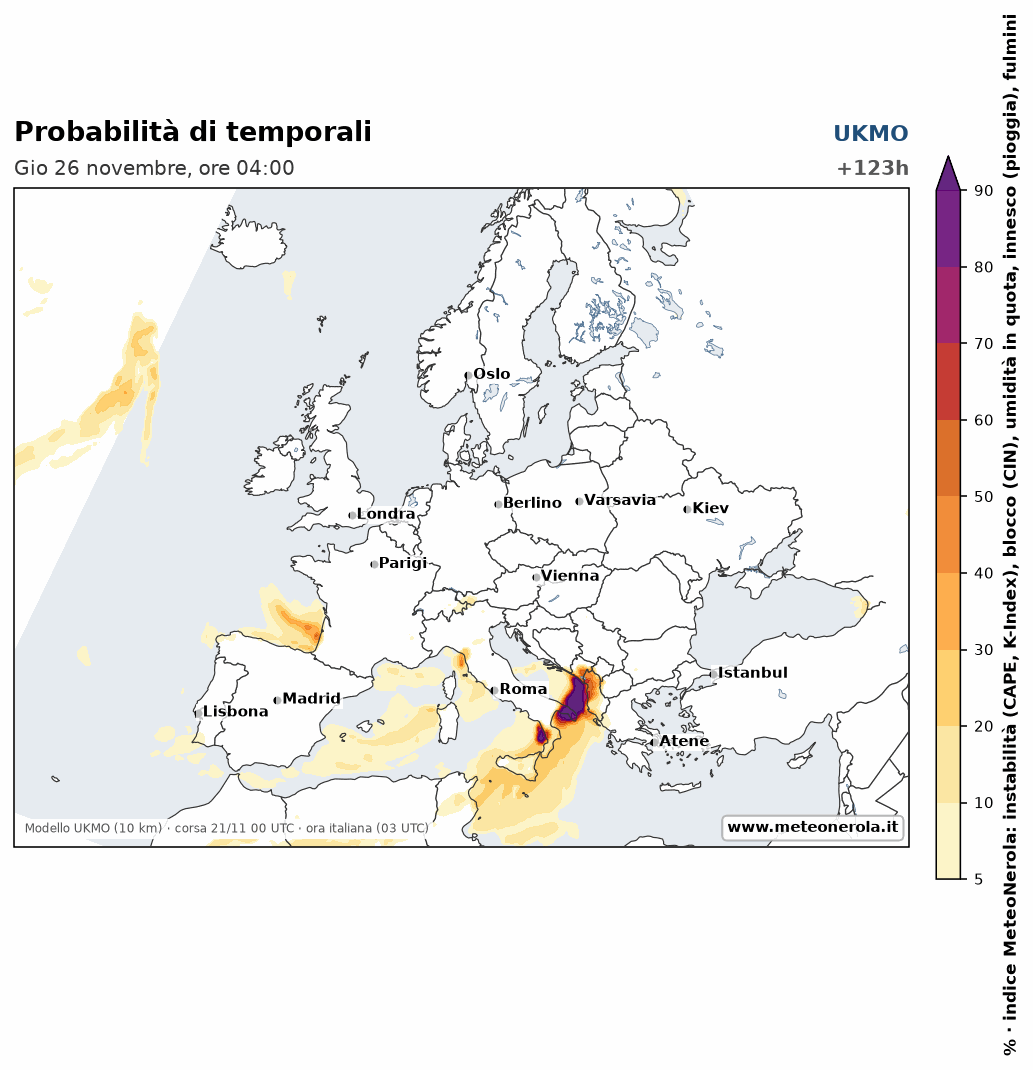 Probabilità di temporali
UKMO
Gio 26 novembre, ore 04:00
+123h
Oslo
Berlino
Varsavia
Kiev
Londra
Parigi
Vienna
Istanbul
Roma
Madrid
Lisbona
Atene
Modello UKMO (10 km) · corsa 21/11 00 UTC · ora italiana (03 UTC)
www.meteonerola.it
90
80
70
60
50
40
30
20
10
5
% · indice MeteoNerola: instabilità (CAPE, K-Index), blocco (CIN), umidità in quota, innesco (pioggia), fulmini